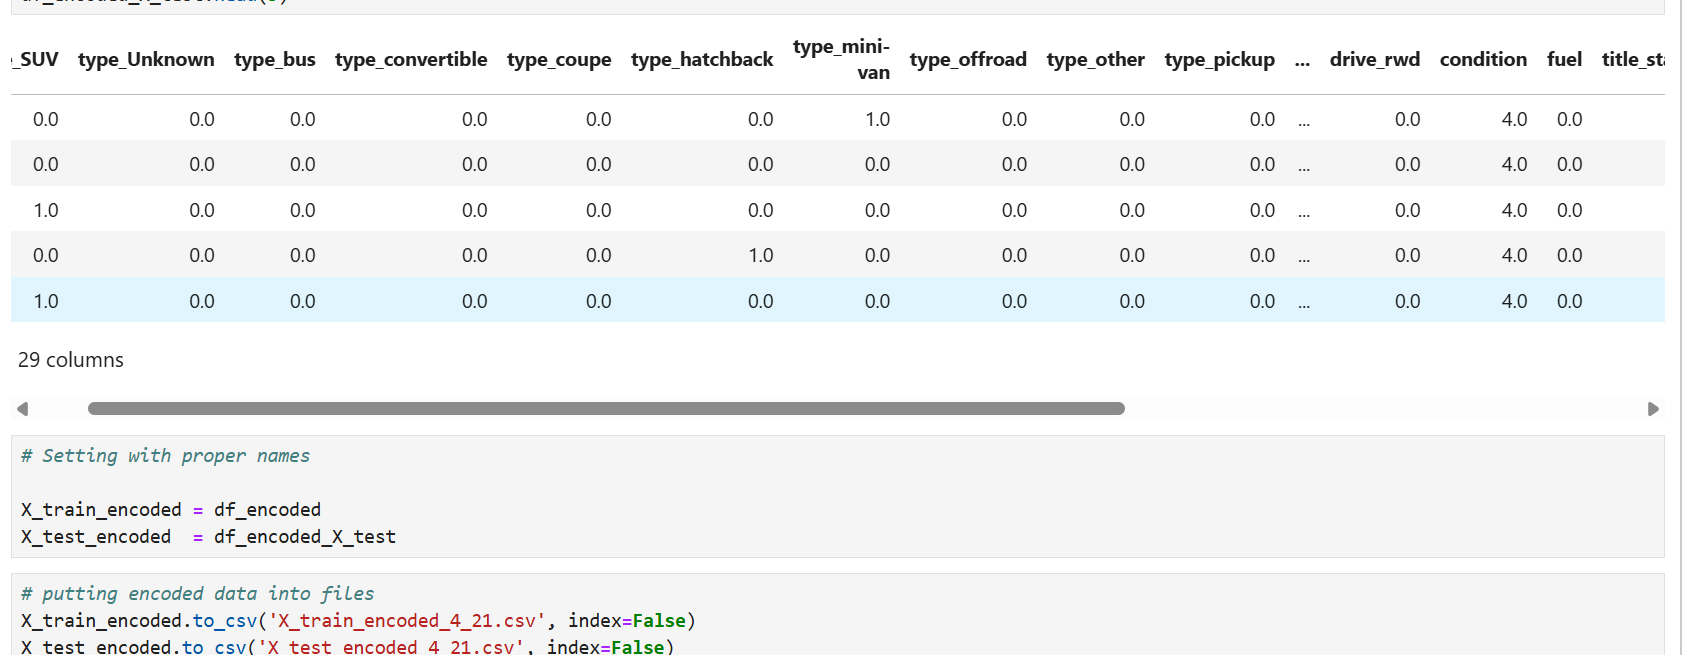 _SUV type_Unknown type_bus type_convertible type_coupe type_hatchback type_mini-van type_offroad type_other type_pickup ... drive_rwd condition fuel title_sta
0.0 0.0 0.0 0.0 0.0 0.0 1.0 0.0 0.0 0.0 ... 0.0 4.0 0.0
0.0 0.0 0.0 0.0 0.0 0.0 0.0 0.0 0.0 0.0 ... 0.0 4.0 0.0
1.0 0.0 0.0 0.0 0.0 0.0 0.0 0.0 0.0 0.0 ... 0.0 4.0 0.0
0.0 0.0 0.0 0.0 0.0 1.0 0.0 0.0 0.0 0.0 ... 0.0 4.0 0.0
1.0 0.0 0.0 0.0 0.0 0.0 0.0 0.0 0.0 0.0 ... 0.0 4.0 0.0
29 columns
# Setting with proper names
X_train_encoded = df_encoded
X_test_encoded  = df_encoded_X_test
# putting encoded data into files
X_train_encoded.to_csv('X_train_encoded_4_21.csv', index=False)
X_test_encoded.to_csv('X_test_encoded_4_21.csv', index=False)